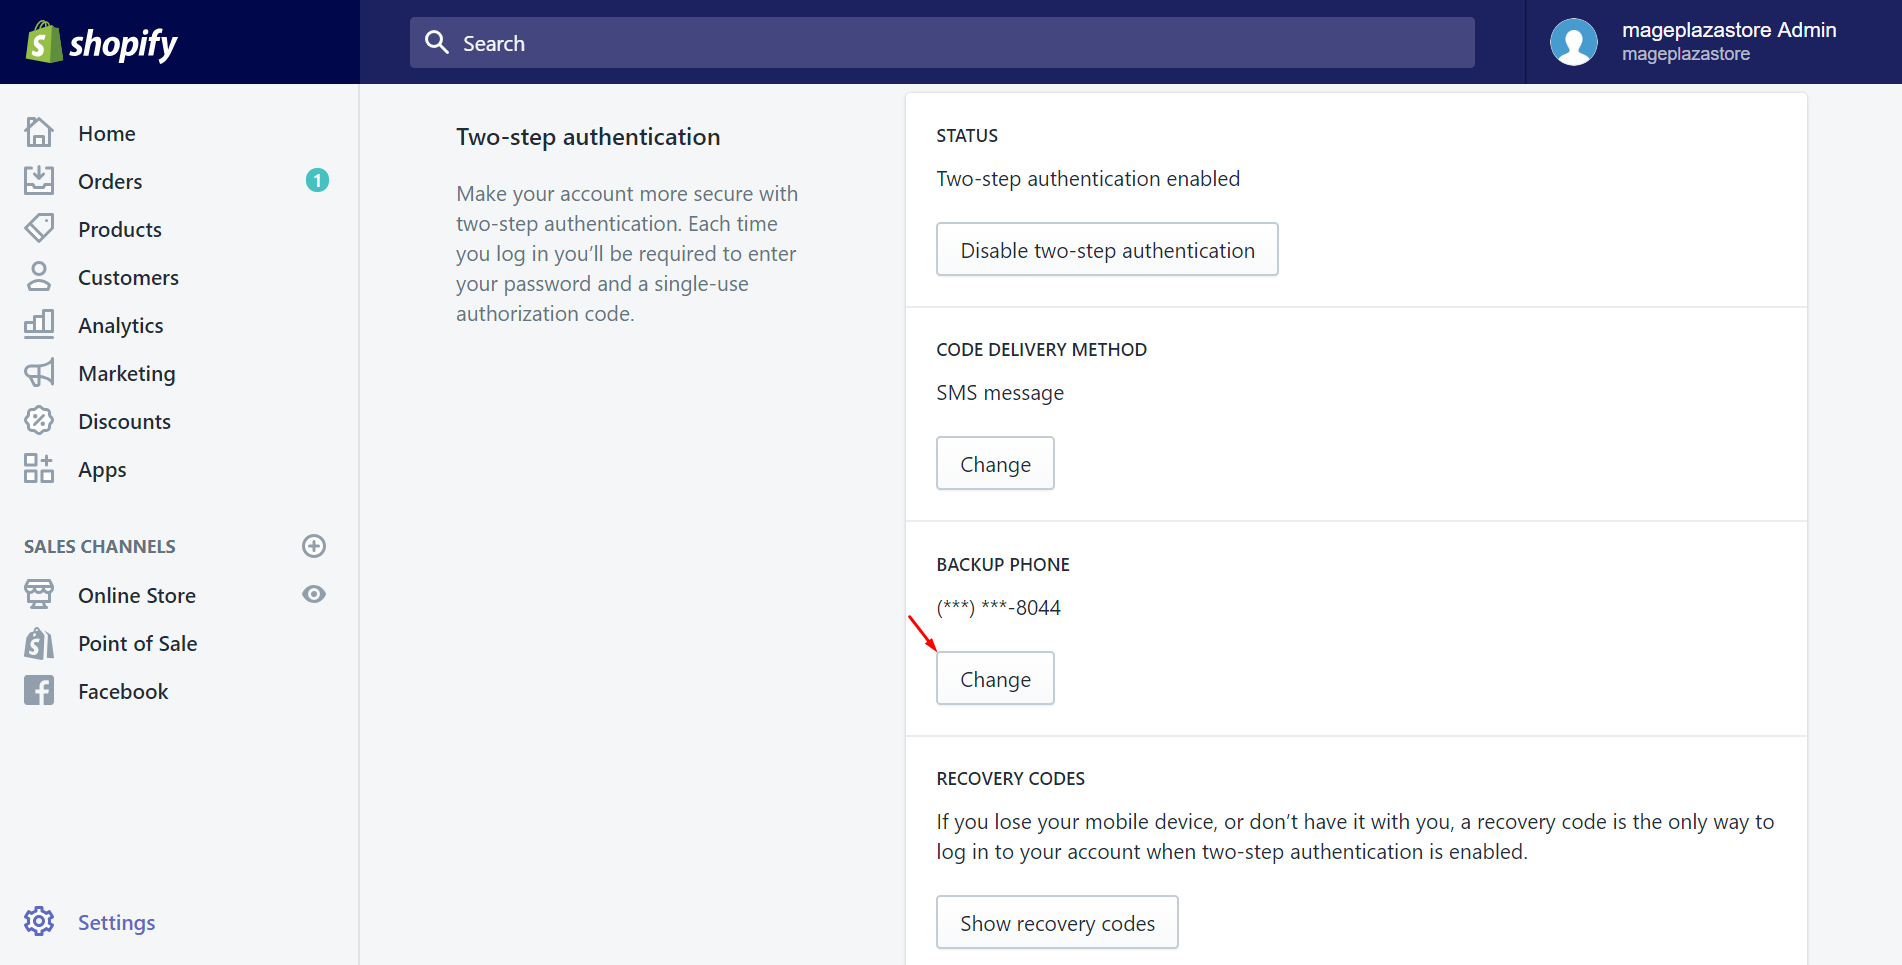 shopify
Search
mageplazastore Admin
mageplazastore
Home
Orders
1
Products
Customers
Analytics
Marketing
Discounts
Apps
SALES CHANNELS
Online Store
Point of Sale
Facebook
Settings
Two-step authentication
Make your account more secure with
two-step authentication. Each time
you log in you’ll be required to enter
your password and a single-use
authorization code.
STATUS
Two-step authentication enabled
Disable two-step authentication
CODE DELIVERY METHOD
SMS message
Change
BACKUP PHONE
(***) ***-8044
Change
RECOVERY CODES
If you lose your mobile device, or don’t have it with you, a recovery code is the only way to
log in to your account when two-step authentication is enabled.
Show recovery codes